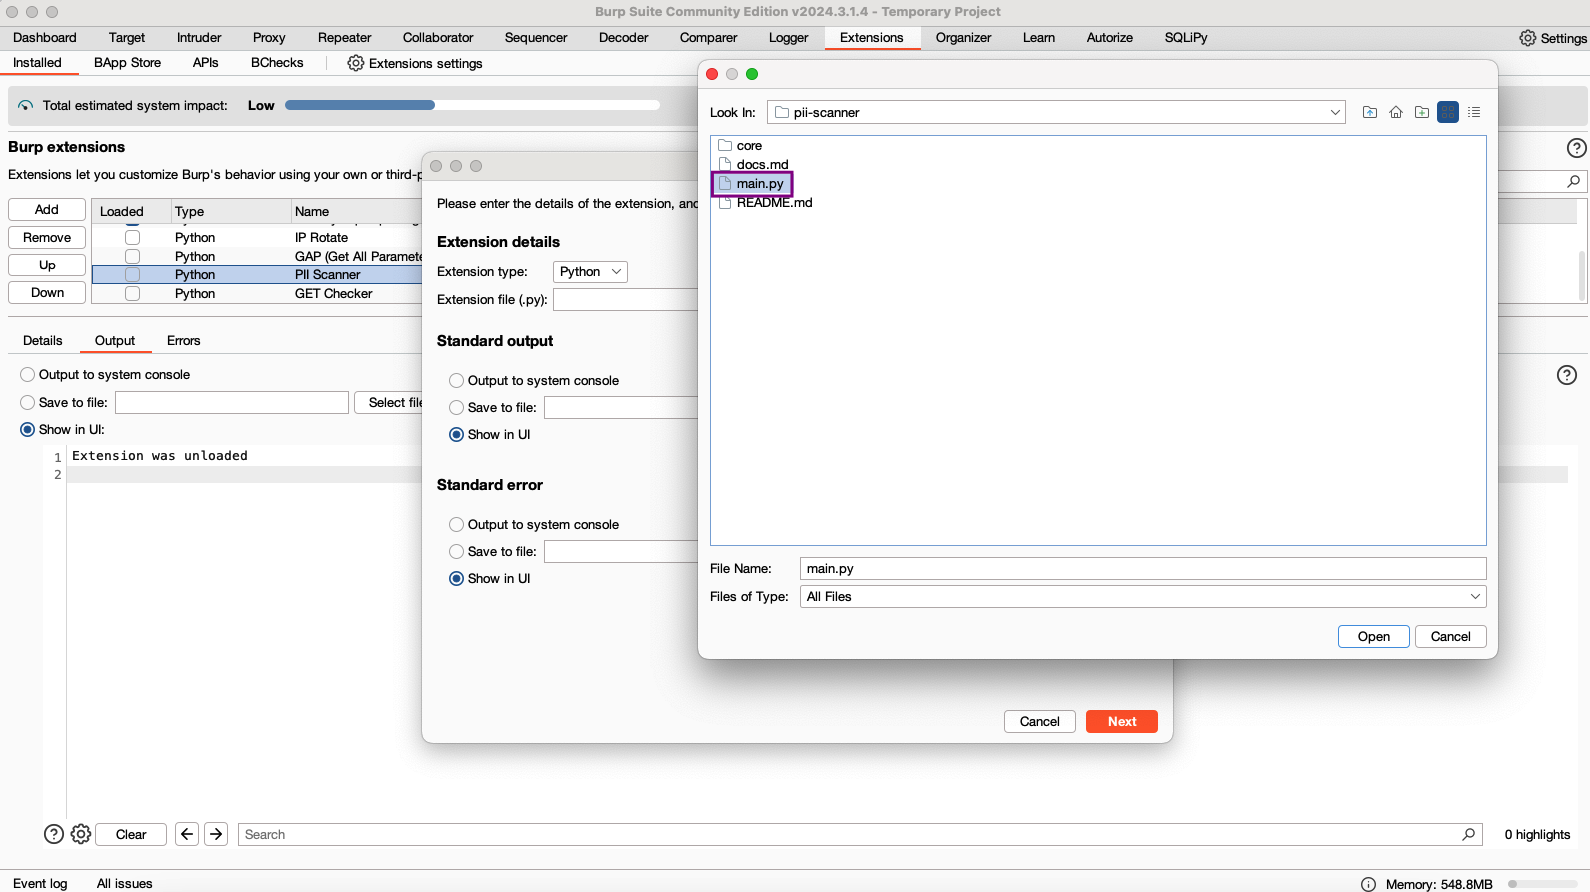 Burp Suite Community Edition v2024.3.1.4 - Temporary Project
Dashboard Target Intruder Proxy Repeater Collaborator Sequencer Decoder Comparer Logger Extensions Organizer Learn Autorize SQLiPy Settings
Installed BApp Store APIs BChecks Extensions settings
Total estimated system impact: Low
Burp extensions
Extensions let you customize Burp's behavior using your own or third-p
Add
Remove
Up
Down
Loaded Type Name
Python IP Rotate
Python GAP (Get All Paramete
Python PII Scanner
Python GET Checker
Details Output Errors
Output to system console
Save to file: Select file
Show in UI:
1 Extension was unloaded
2
Clear Search 0 highlights
Event log All issues Memory: 548.8MB
Please enter the details of the extension, and
Extension details
Extension type: Python
Extension file (.py):
Standard output
Output to system console
Save to file:
Show in UI
Standard error
Output to system console
Save to file:
Show in UI
Cancel Next
Look In: pii-scanner
core
docs.md
main.py
README.md
File Name: main.py
Files of Type: All Files
Open Cancel